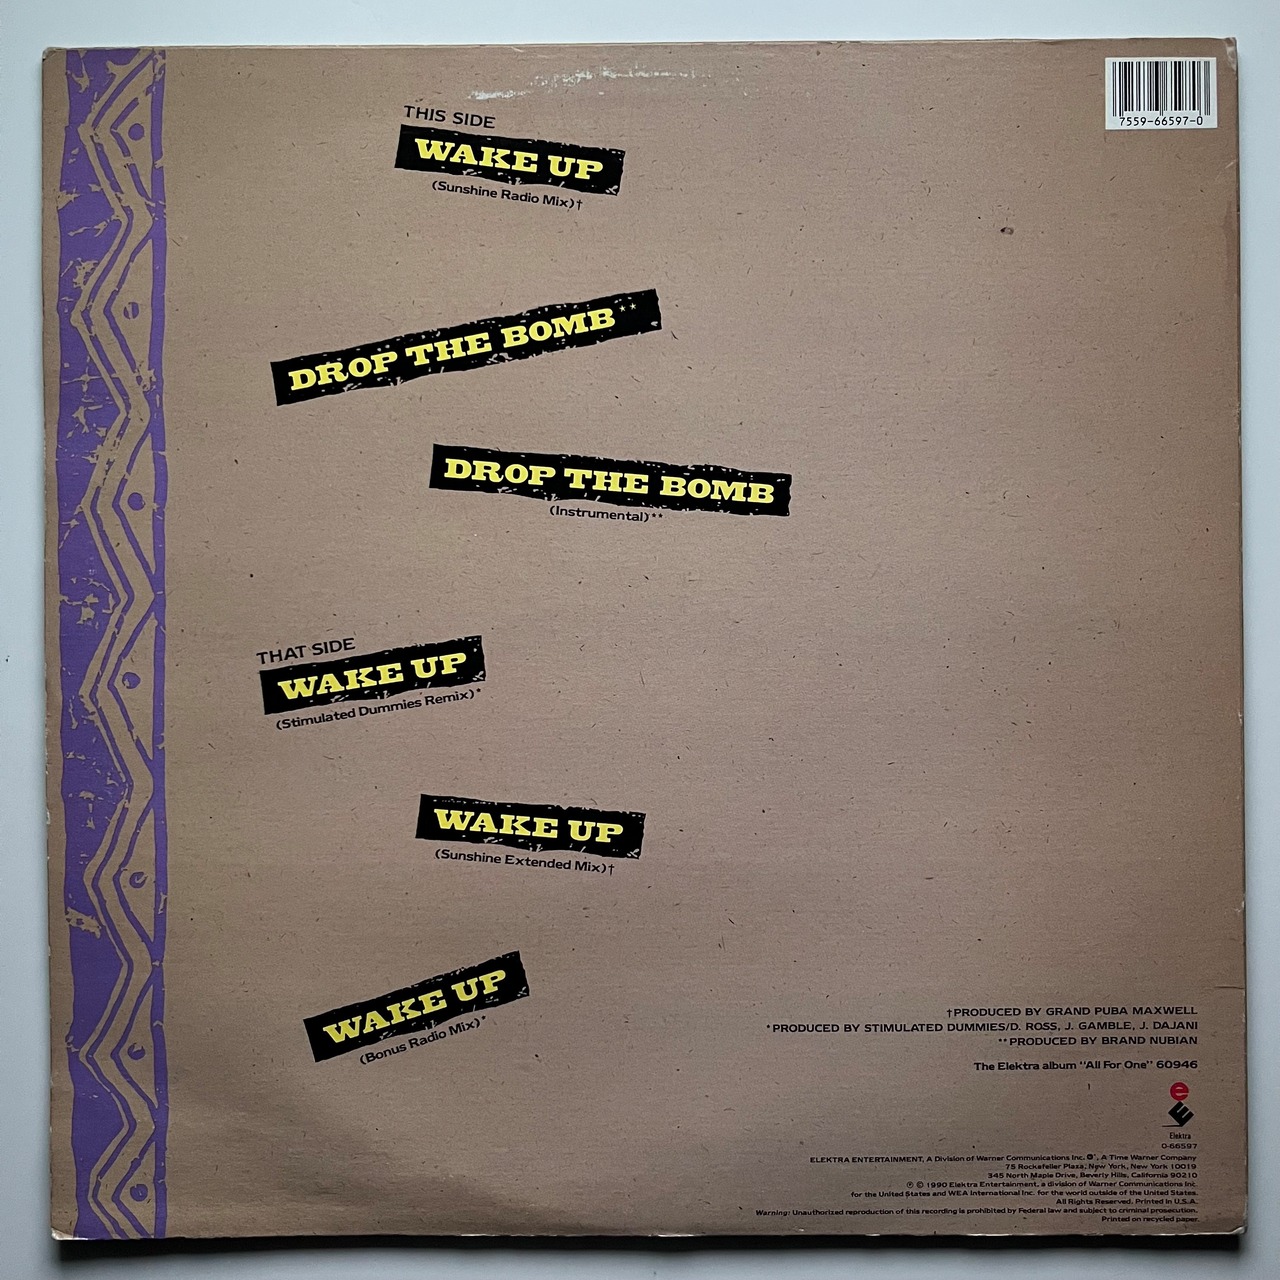 7559-66597-0
THIS SIDE
WAKE UP
(Sunshine Radio Mix)†
DROP THE BOMB**
DROP THE BOMB
(Instrumental)**
THAT SIDE
WAKE UP
(Stimulated Dummies Remix)*
WAKE UP
(Sunshine Extended Mix)†
WAKE UP
(Bonus Radio Mix)*
†PRODUCED BY GRAND PUBA MAXWELL
*PRODUCED BY STIMULATED DUMMIES/D. ROSS, J. GAMBLE, J. DAJANI
**PRODUCED BY BRAND NUBIAN
The Elektra album "All For One" 60946
e
E
Elektra
0-66597
ELEKTRA ENTERTAINMENT, A Division of Warner Communications Inc. ®, A Time Warner Company
75 Rockefeller Plaza, New York, New York 10019
345 North Maple Drive, Beverly Hills, California 90210
℗ © 1990 Elektra Entertainment, a division of Warner Communications Inc.
for the United States and WEA International Inc. for the world outside of the United States.
All Rights Reserved. Printed in U.S.A.
Warning: Unauthorized reproduction of this recording is prohibited by Federal law and subject to criminal prosecution.
Printed on recycled paper.